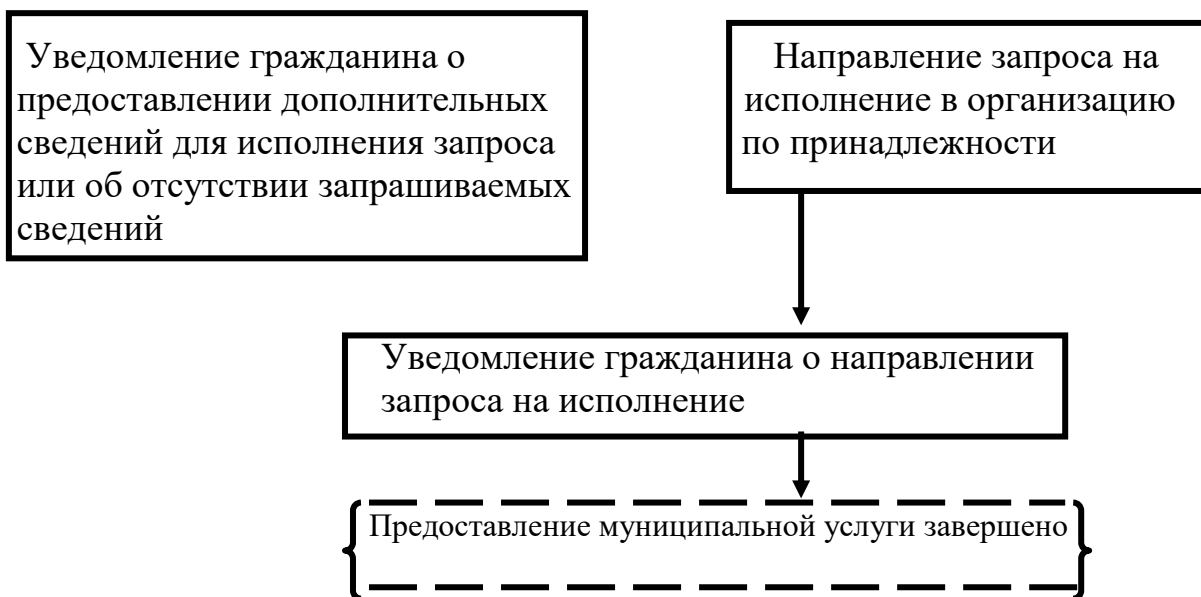 Уведомление гражданина о
предоставлении дополнительных
сведений для исполнения запроса
или об отсутствии запрашиваемых
сведений
Направление запроса на
исполнение в организацию
по принадлежности
Уведомление гражданина о направлении
запроса на исполнение
Предоставление муниципальной услуги завершено